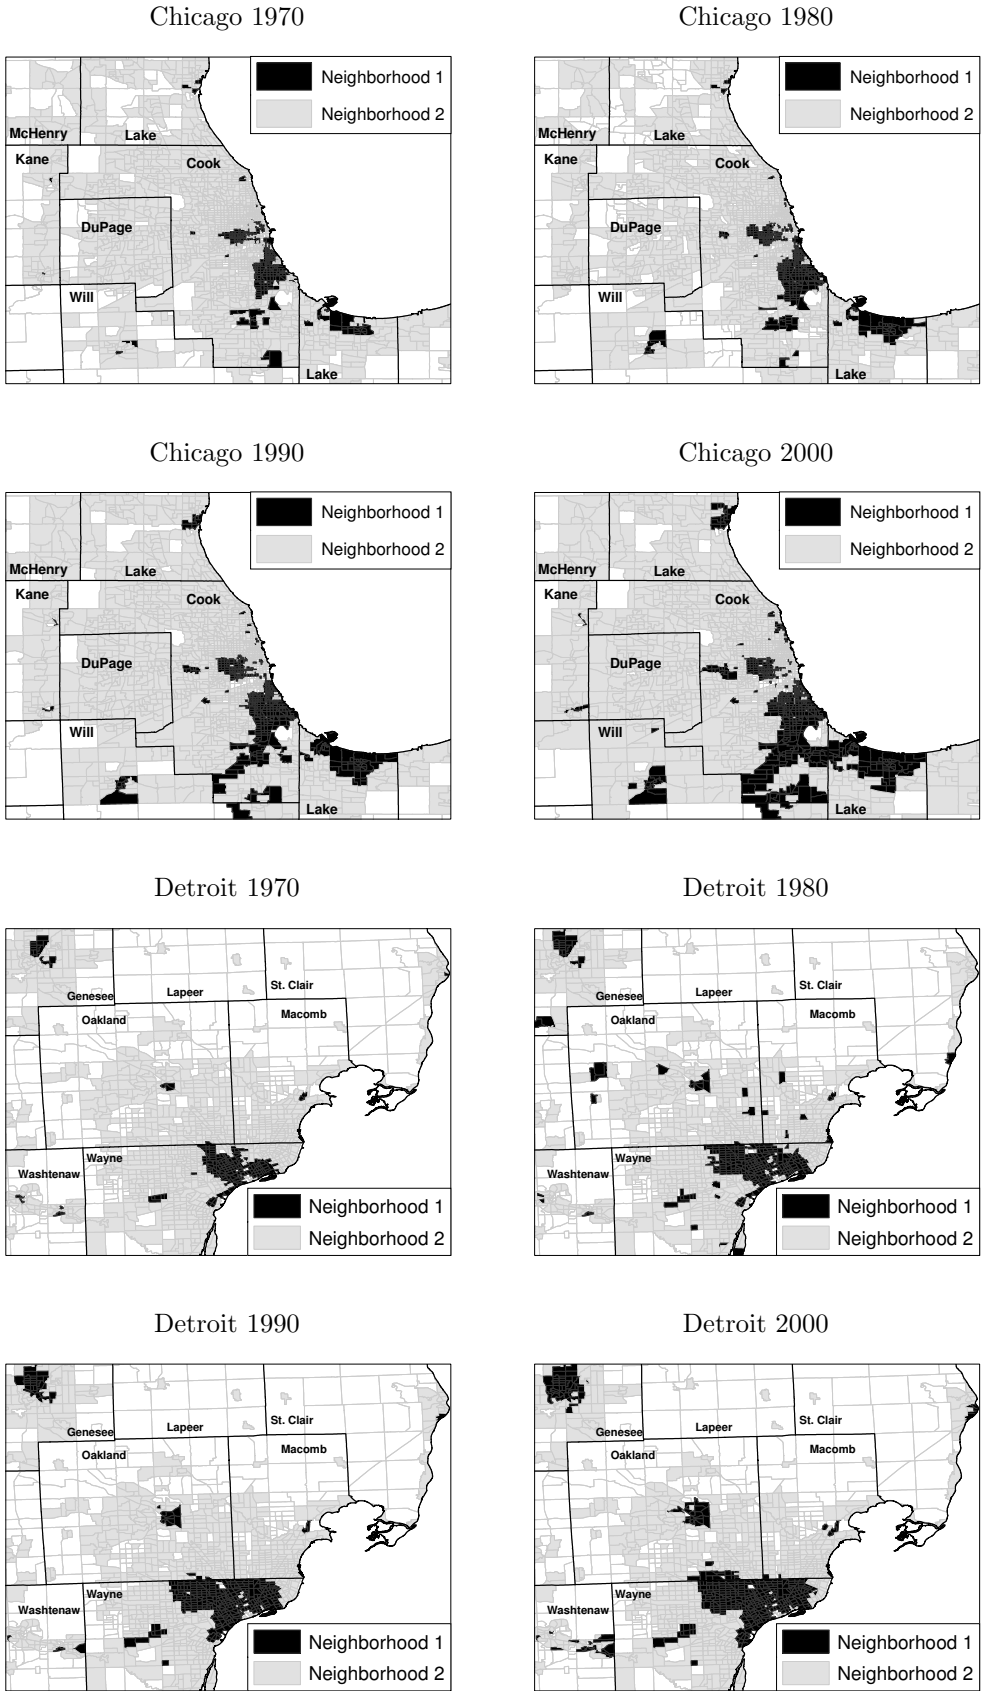 Chicago 1970
Chicago 1980
Neighborhood 1
Neighborhood 2
McHenry
Lake
Kane
Cook
DuPage
Will
Lake
Neighborhood 1
Neighborhood 2
McHenry
Lake
Kane
Cook
DuPage
Will
Lake
Chicago 1990
Chicago 2000
Neighborhood 1
Neighborhood 2
McHenry
Lake
Kane
Cook
DuPage
Will
Lake
Neighborhood 1
Neighborhood 2
McHenry
Lake
Kane
Cook
DuPage
Will
Lake
Detroit 1970
Detroit 1980
Genesee
Lapeer
St. Clair
Oakland
Macomb
Wayne
Washtenaw
Neighborhood 1
Neighborhood 2
Genesee
Lapeer
St. Clair
Oakland
Macomb
Wayne
Washtenaw
Neighborhood 1
Neighborhood 2
Detroit 1990
Detroit 2000
Genesee
Lapeer
St. Clair
Oakland
Macomb
Wayne
Washtenaw
Neighborhood 1
Neighborhood 2
Genesee
Lapeer
St. Clair
Oakland
Macomb
Wayne
Washtenaw
Neighborhood 1
Neighborhood 2